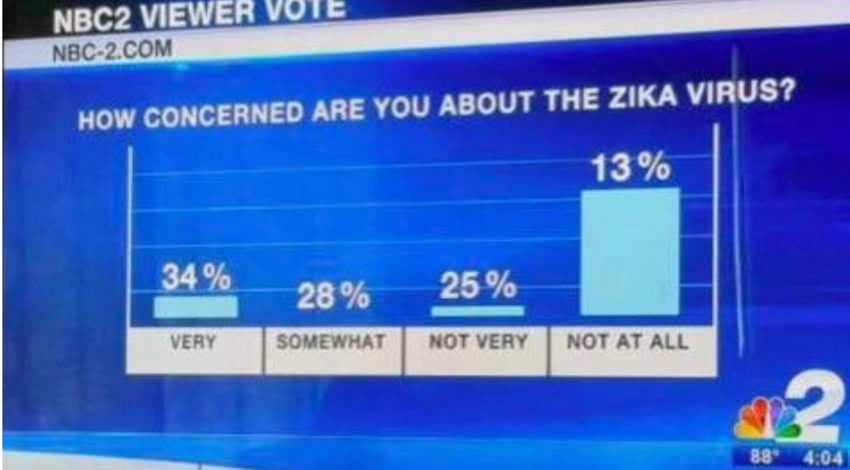 NBC2 VIEWER VOTE
NBC-2.COM
HOW CONCERNED ARE YOU ABOUT THE ZIKA VIRUS?
34%
28%
25%
13%
VERY
SOMEWHAT
NOT VERY
NOT AT ALL
2
88° 4:04